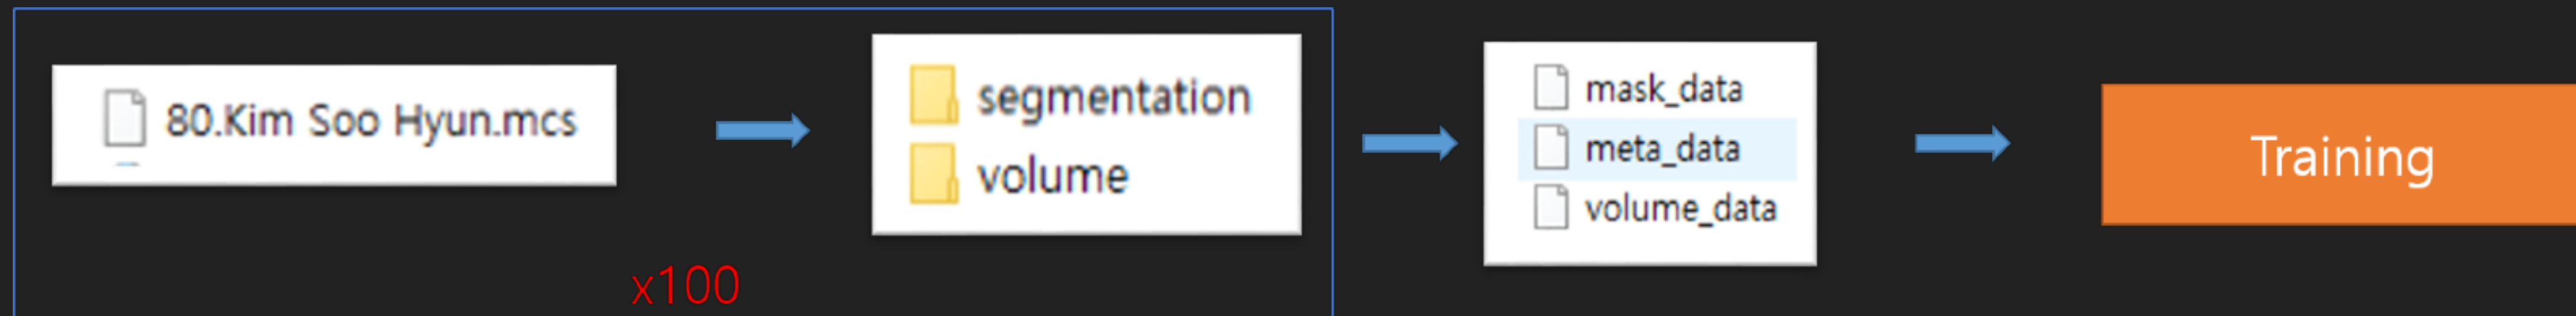 80.Kim Soo Hyun.mcs
x100
segmentation
volume
mask_data
meta_data
volume_data
Training